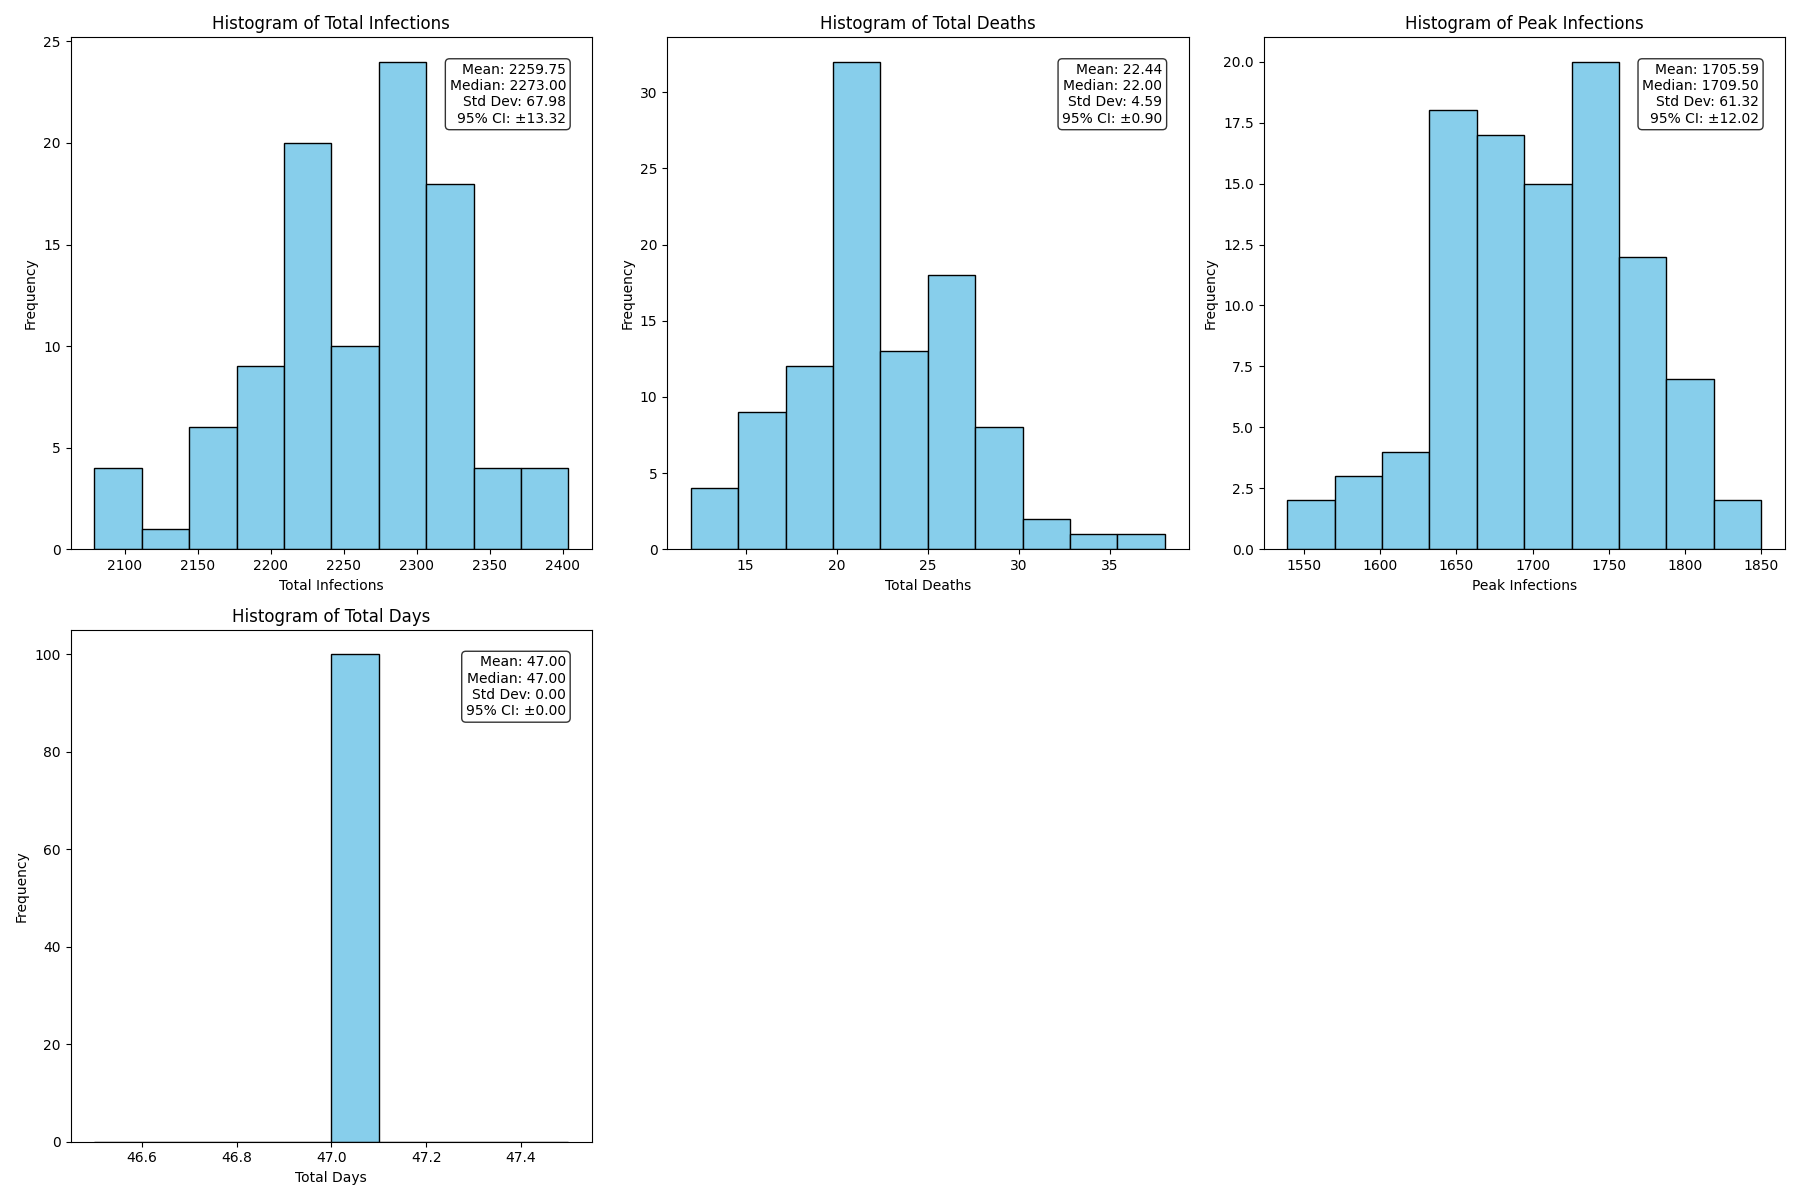 Histogram of Total Infections
25
20
15
10
5
0
Frequency
Mean: 2259.75
Median: 2273.00
Std Dev: 67.98
95% CI: ±13.32
2100 2150 2200 2250 2300 2350 2400
Total Infections
Histogram of Total Deaths
30
25
20
15
10
5
0
Frequency
Mean: 22.44
Median: 22.00
Std Dev: 4.59
95% CI: ±0.90
15 20 25 30 35
Total Deaths
Histogram of Peak Infections
20.0
17.5
15.0
12.5
10.0
7.5
5.0
2.5
0.0
Frequency
Mean: 1705.59
Median: 1709.50
Std Dev: 61.32
95% CI: ±12.02
1550 1600 1650 1700 1750 1800 1850
Peak Infections
Histogram of Total Days
100
80
60
40
20
0
Frequency
Mean: 47.00
Median: 47.00
Std Dev: 0.00
95% CI: ±0.00
46.6 46.8 47.0 47.2 47.4
Total Days